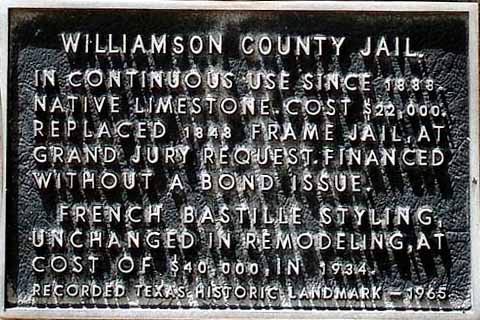 WILLIAMSON COUNTY JAIL.
IN CONTINUOUS USE SINCE 1888.
NATIVE LIMESTONE. COST $22,000.
REPLACED 1848 FRAME JAIL, AT
GRAND JURY REQUEST. FINANCED
WITHOUT A BOND ISSUE.
FRENCH BASTILLE STYLING,
UNCHANGED IN REMODELING, AT
COST OF $40,000, IN 1934.
RECORDED TEXAS HISTORIC LANDMARK - 1965